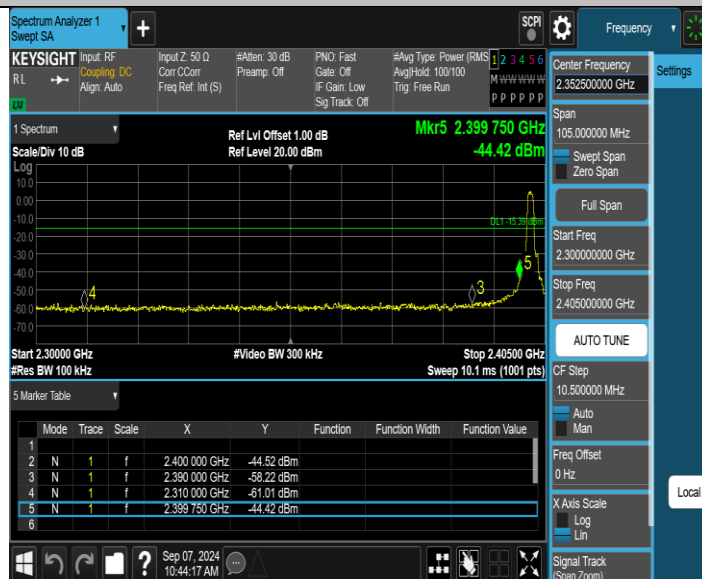 Spectrum Analyzer 1
Swept SA
+
SCPI
Frequency
KEYSIGHT
RL
LXI
Input: RF
Coupling: DC
Align: Auto
Input Z: 50 Ω
Corr CCorr
Freq Ref: Int (S)
#Atten: 30 dB
Preamp: Off
PNO: Fast
Gate: Off
IF Gain: Low
Sig Track: Off
#Avg Type: Power (RMS
Avg|Hold: 100/100
Trig: Free Run
1 2 3 4 5 6
M W W W W W
P P P P P P
1 Spectrum
Scale/Div 10 dB
Ref Lvl Offset 1.00 dB
Ref Level 20.00 dBm
Mkr5 2.399 750 GHz
-44.42 dBm
Log
10.0
0.00
-10.0
-20.0
-30.0
-40.0
-50.0
-60.0
-70.0
DL1 -15.39 dBm
5
3
4
Start 2.30000 GHz
#Res BW 100 kHz
#Video BW 300 kHz
Stop 2.40500 GHz
Sweep 10.1 ms (1001 pts)
5 Marker Table
Mode Trace Scale X Y Function Function Width Function Value
1
2 N 1 f 2.400 000 GHz -44.52 dBm
3 N 1 f 2.390 000 GHz -58.22 dBm
4 N 1 f 2.310 000 GHz -61.01 dBm
5 N 1 f 2.399 750 GHz -44.42 dBm
6
?
Sep 07, 2024
10:44:17 AM
Center Frequency
2.352500000 GHz
Span
105.000000 MHz
Swept Span
Zero Span
Full Span
Start Freq
2.300000000 GHz
Stop Freq
2.405000000 GHz
AUTO TUNE
CF Step
10.500000 MHz
Auto
Man
Freq Offset
0 Hz
X Axis Scale
Log
Lin
Signal Track
(Span Zoom)
Settings
Local